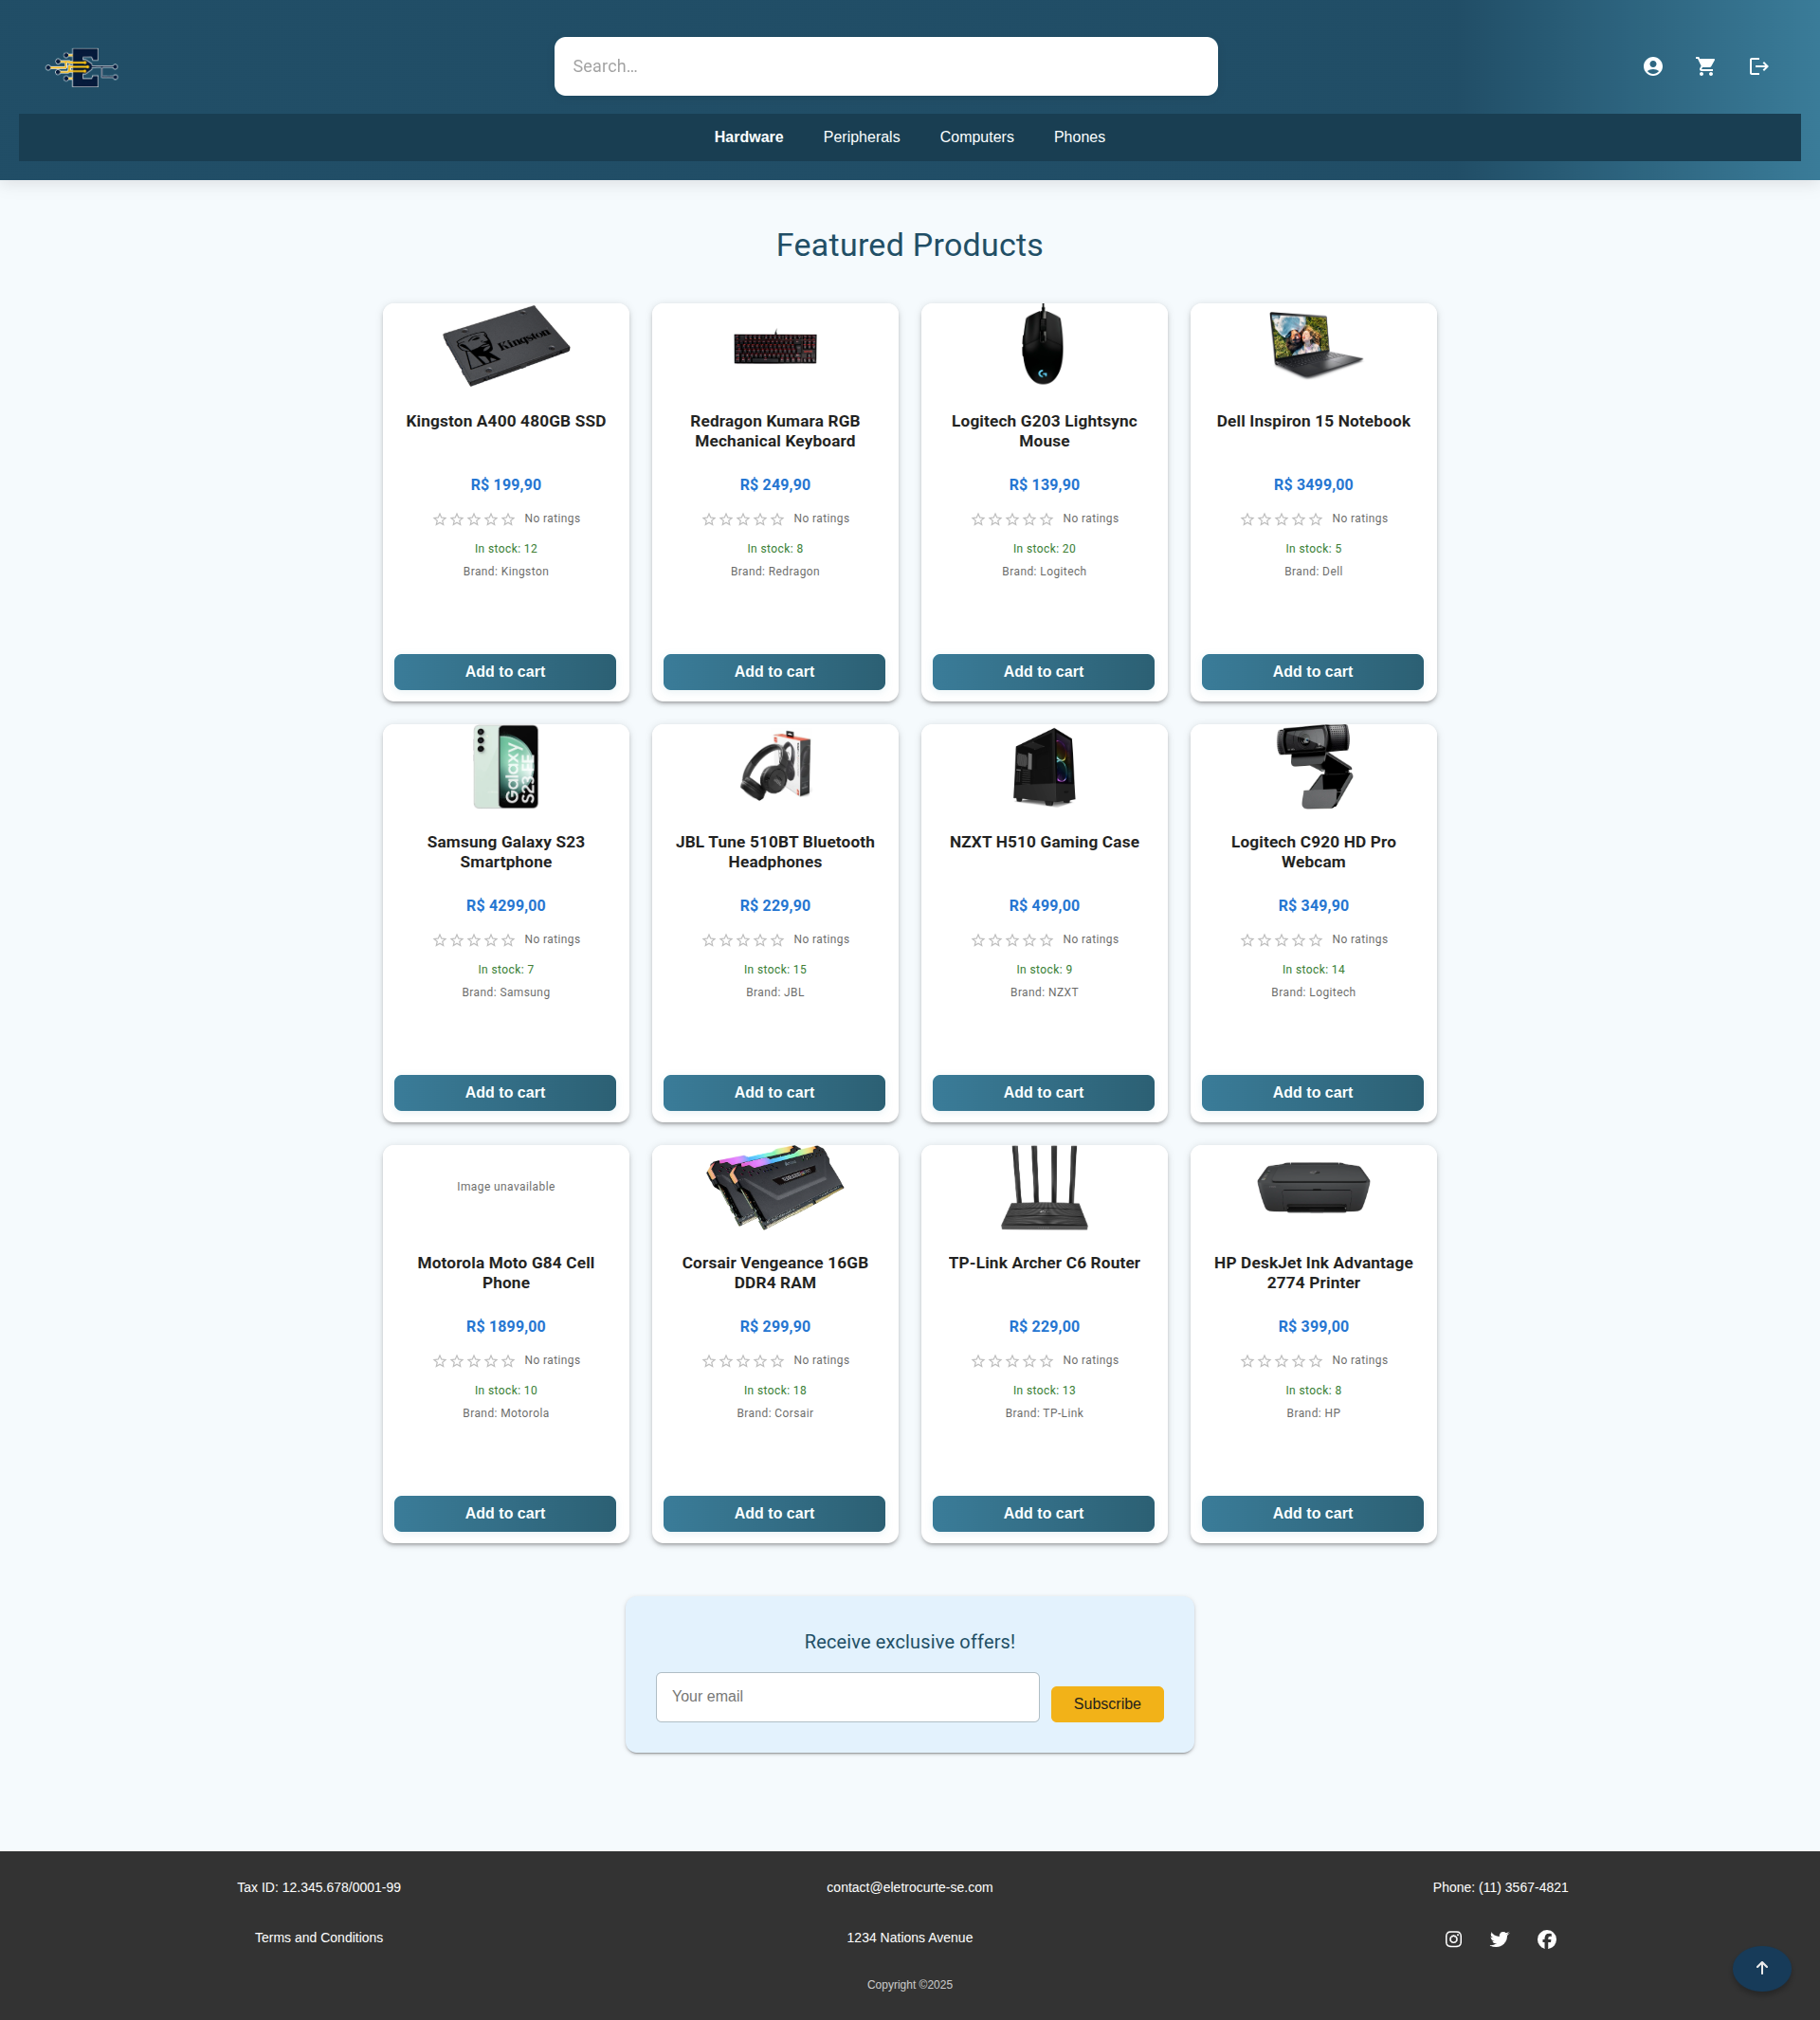 Search...
Hardware
Peripherals
Computers
Phones
Featured Products
Kingston
Kingston A400 480GB SSD
R$ 199,90
No ratings
In stock: 12
Brand: Kingston
Add to cart
Redragon Kumara RGB
Mechanical Keyboard
R$ 249,90
No ratings
In stock: 8
Brand: Redragon
Add to cart
Logitech G203 Lightsync
Mouse
R$ 139,90
No ratings
In stock: 20
Brand: Logitech
Add to cart
Dell Inspiron 15 Notebook
R$ 3499,00
No ratings
In stock: 5
Brand: Dell
Add to cart
Galaxy
S23 FE
Samsung Galaxy S23
Smartphone
R$ 4299,00
No ratings
In stock: 7
Brand: Samsung
Add to cart
JBL Tune 510BT Bluetooth
Headphones
R$ 229,90
No ratings
In stock: 15
Brand: JBL
Add to cart
NZXT H510 Gaming Case
R$ 499,00
No ratings
In stock: 9
Brand: NZXT
Add to cart
Logitech C920 HD Pro
Webcam
R$ 349,90
No ratings
In stock: 14
Brand: Logitech
Add to cart
Image unavailable
Motorola Moto G84 Cell
Phone
R$ 1899,00
No ratings
In stock: 10
Brand: Motorola
Add to cart
Corsair Vengeance 16GB
DDR4 RAM
R$ 299,90
No ratings
In stock: 18
Brand: Corsair
Add to cart
TP-Link Archer C6 Router
R$ 229,00
No ratings
In stock: 13
Brand: TP-Link
Add to cart
HP DeskJet Ink Advantage
2774 Printer
R$ 399,00
No ratings
In stock: 8
Brand: HP
Add to cart
Receive exclusive offers!
Your email
Subscribe
Tax ID: 12.345.678/0001-99
contact@eletrocurte-se.com
Phone: (11) 3567-4821
Terms and Conditions
1234 Nations Avenue
Copyright ©2025